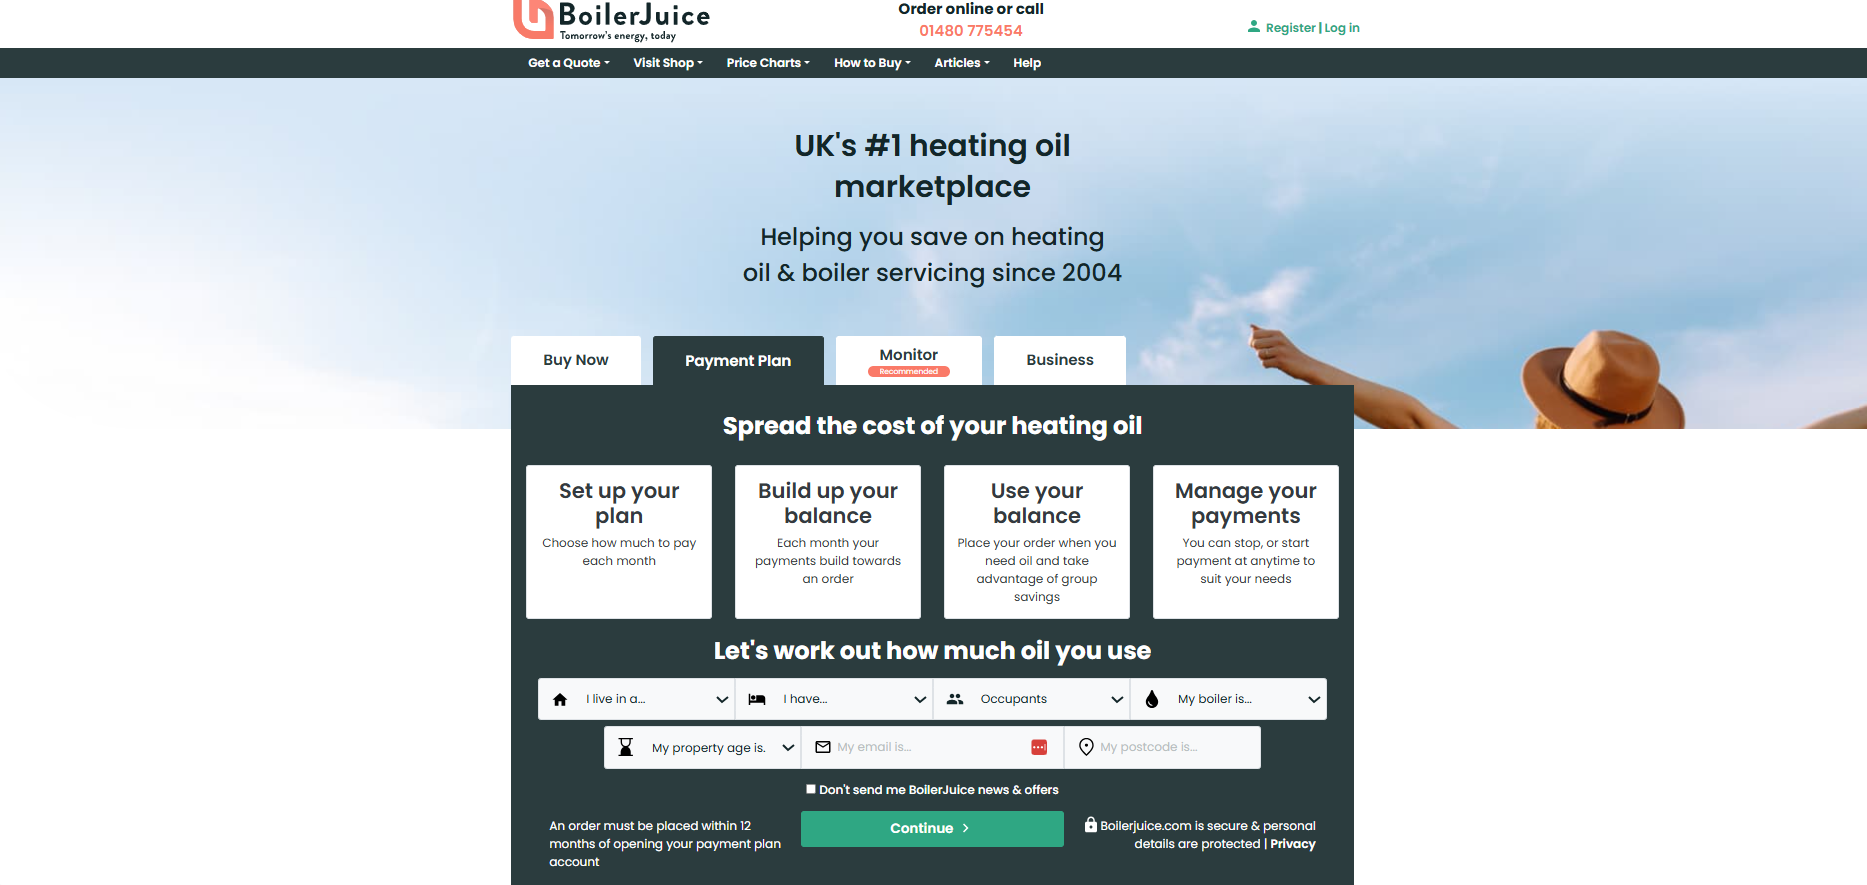 BoilerJuice
Tomorrow's energy, today
Order online or call
01480 775454
Register | Log in
Get a Quote
Visit Shop
Price Charts
How to Buy
Articles
Help
UK's #1 heating oil
marketplace
Helping you save on heating
oil & boiler servicing since 2004
Buy Now
Payment Plan
Monitor
Recommended
Business
Spread the cost of your heating oil
Set up your
plan
Choose how much to pay
each month
Build up your
balance
Each month your
payments build towards
an order
Use your
balance
Place your order when you
need oil and take
advantage of group
savings
Manage your
payments
You can stop, or start
payment at anytime to
suit your needs
Let's work out how much oil you use
I live in a...
I have...
Occupants
My boiler is...
My property age is.
My email is...
My postcode is...
Don't send me BoilerJuice news & offers
An order must be placed within 12
months of opening your payment plan
account
Continue
Boilerjuice.com is secure & personal
details are protected | Privacy